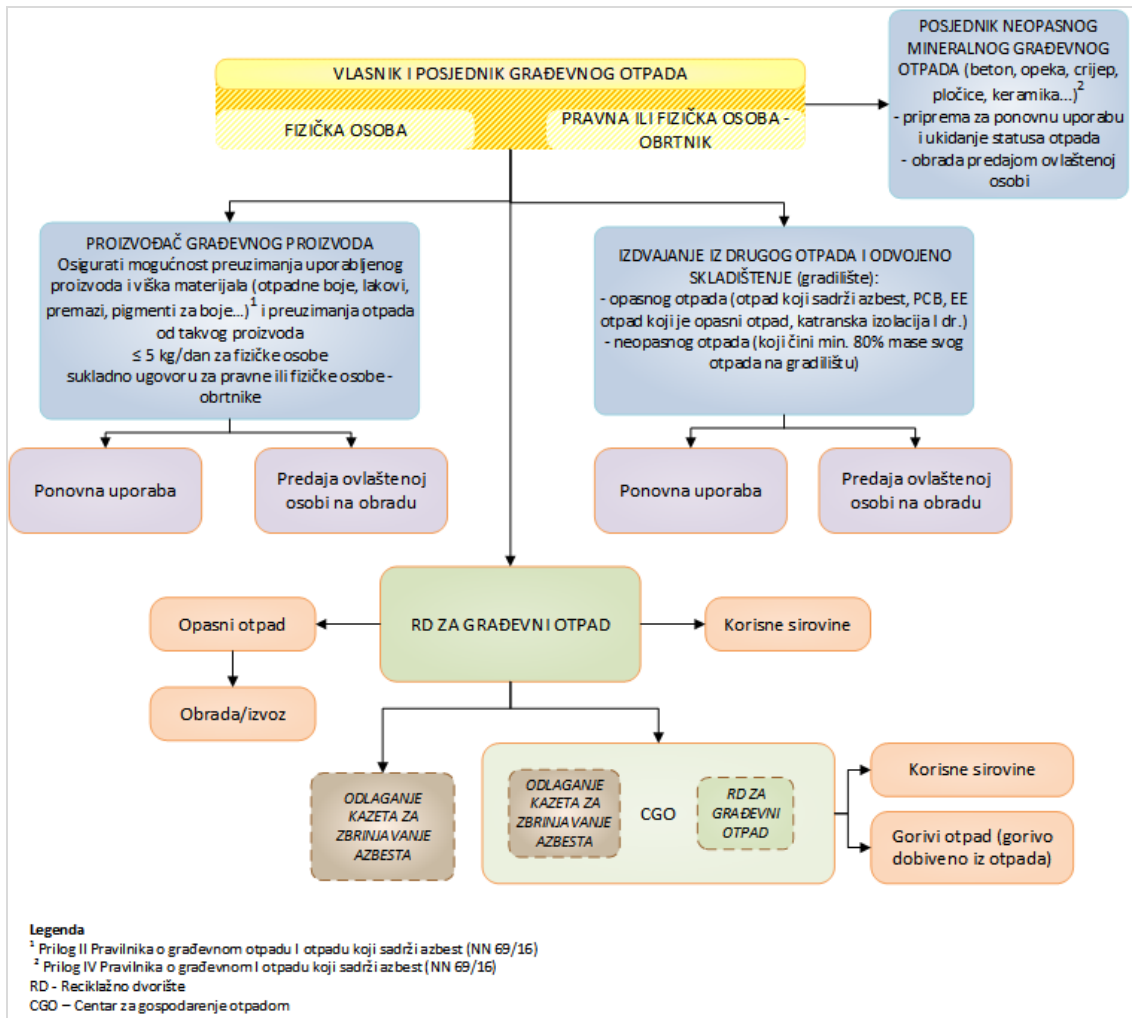 POSJEDNIK NEOPASNOG
MINERALNOG GRAĐEVNOG
OTPADA (beton, opeka, crijep,
pločice, keramika...)²
- priprema za ponovnu uporabu
i ukidanje statusa otpada
- obrada predajom ovlaštenoj
osobi
VLASNIK I POSJEDNIK GRAĐEVNOG OTPADA
FIZIČKA OSOBA
PRAVNA ILI FIZIČKA OSOBA -
OBRTNIK
PROIZVOĐAČ GRAĐEVNOG PROIZVODA
Osigurati mogućnost preuzimanja uporabljenog
proizvoda i viška materijala (otpadne boje, lakovi,
premazi, pigmenti za boje...)¹ i preuzimanja otpada
od takvog proizvoda
≤ 5 kg/dan za fizičke osobe
sukladno ugovoru za pravne ili fizičke osobe -
obrtnike
IZDVAJANJE IZ DRUGOG OTPADA I ODVOJENO
SKLADIŠTENJE (gradilište):
- opasnog otpada (otpad koji sadrži azbest, PCB, EE
otpad koji je opasni otpad, katranska izolacija I dr.)
- neopasnog otpada (koji čini min. 80% mase svog
otpada na gradilištu)
Ponovna uporaba
Predaja ovlaštenoj
osobi na obradu
Ponovna uporaba
Predaja ovlaštenoj
osobi na obradu
Opasni otpad
RD ZA GRAĐEVNI OTPAD
Korisne sirovine
Obrada/izvoz
ODLAGANJE
KAZETA ZA
ZBRINJAVANJE
AZBESTA
ODLAGANJE
KAZETA ZA
ZBRINJAVANJE
AZBESTA
CGO
RD ZA
GRAĐEVNI
OTPAD
Korisne sirovine
Gorivi otpad (gorivo
dobiveno iz otpada)
Legenda
¹ Prilog II Pravilnika o građevnom otpadu I otpadu koji sadrži azbest (NN 69/16)
² Prilog IV Pravilnika o građevnom I otpadu koji sadrži azbest (NN 69/16)
RD - Reciklažno dvorište
CGO – Centar za gospodarenje otpadom